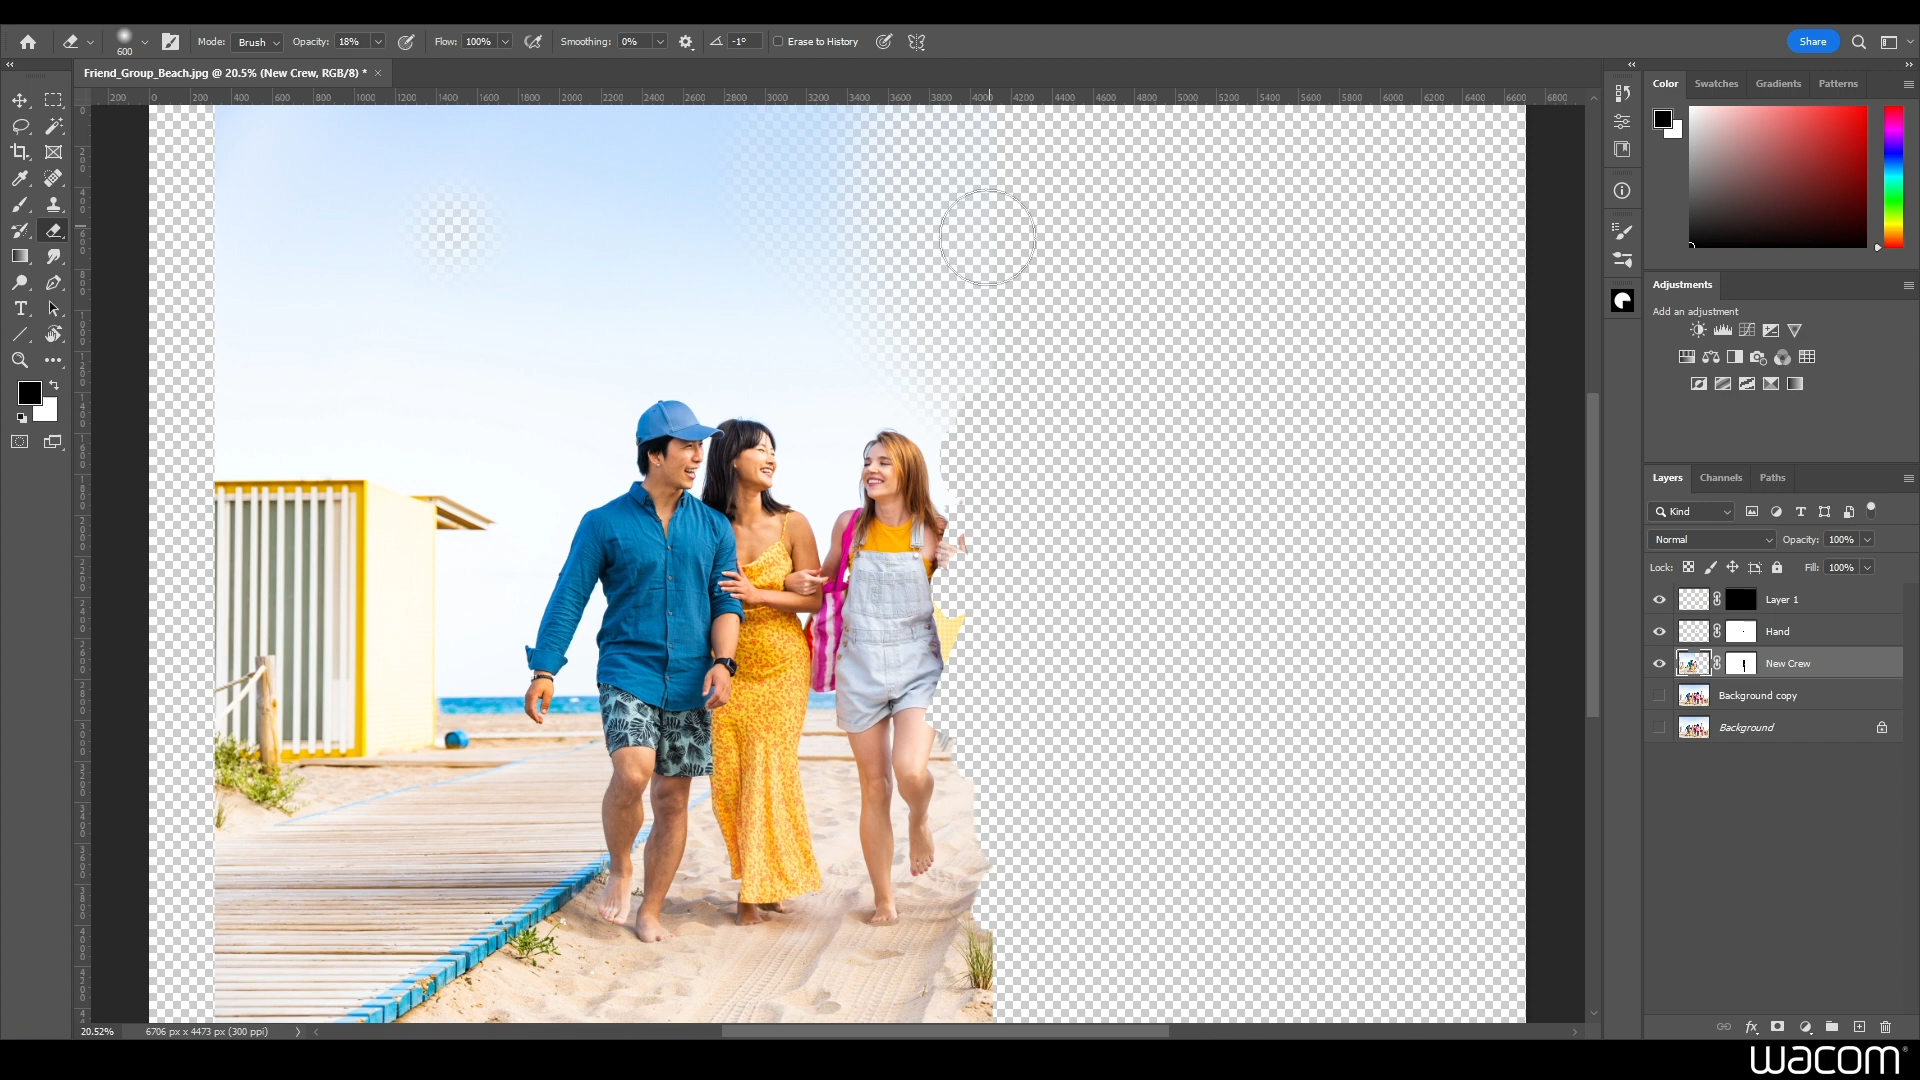 600
Mode: Brush
Opacity: 18%
Flow: 100%
Smoothing: 0%
-1°
Erase to History
Share
Friend_Group_Beach.jpg @ 20.5% (New Crew, RGB/8) * ×
200 0 200 400 600 800 1000 1200 1400 1600 1800 2000 2200 2400 2600 2800 3000 3200 3400 3600 3800 4000 4200 4400 4600 4800 5000 5200 5400 5600 5800 6000 6200 6400 6600 6800
Color Swatches Gradients Patterns
Adjustments
Add an adjustment
Layers Channels Paths
Kind
Normal Opacity: 100%
Lock: Fill: 100%
Layer 1
Hand
New Crew
Background copy
Background
20.52% 6706 px x 4473 px (300 ppi)
wacom